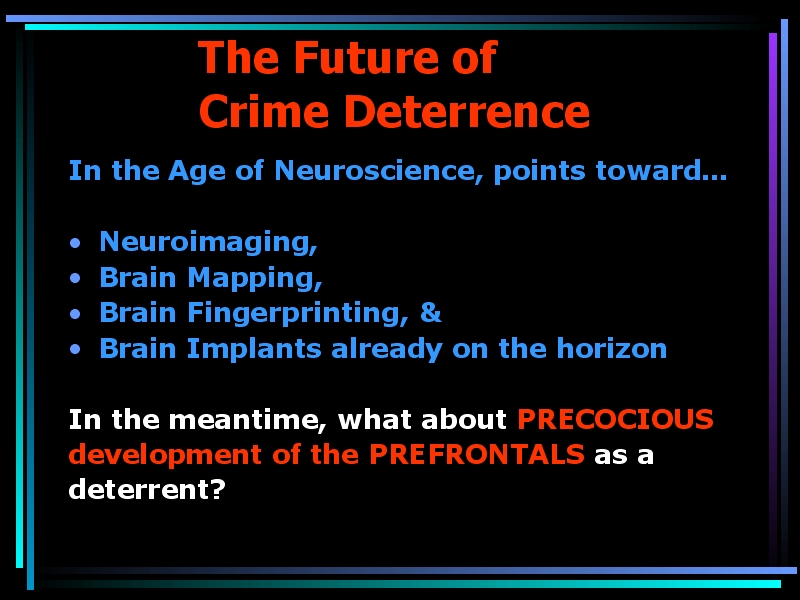 The Future of
Crime Deterrence
In the Age of Neuroscience, points toward...
• Neuroimaging,
• Brain Mapping,
• Brain Fingerprinting, &
• Brain Implants already on the horizon
In the meantime, what about PRECOCIOUS
development of the PREFRONTALS as a
deterrent?